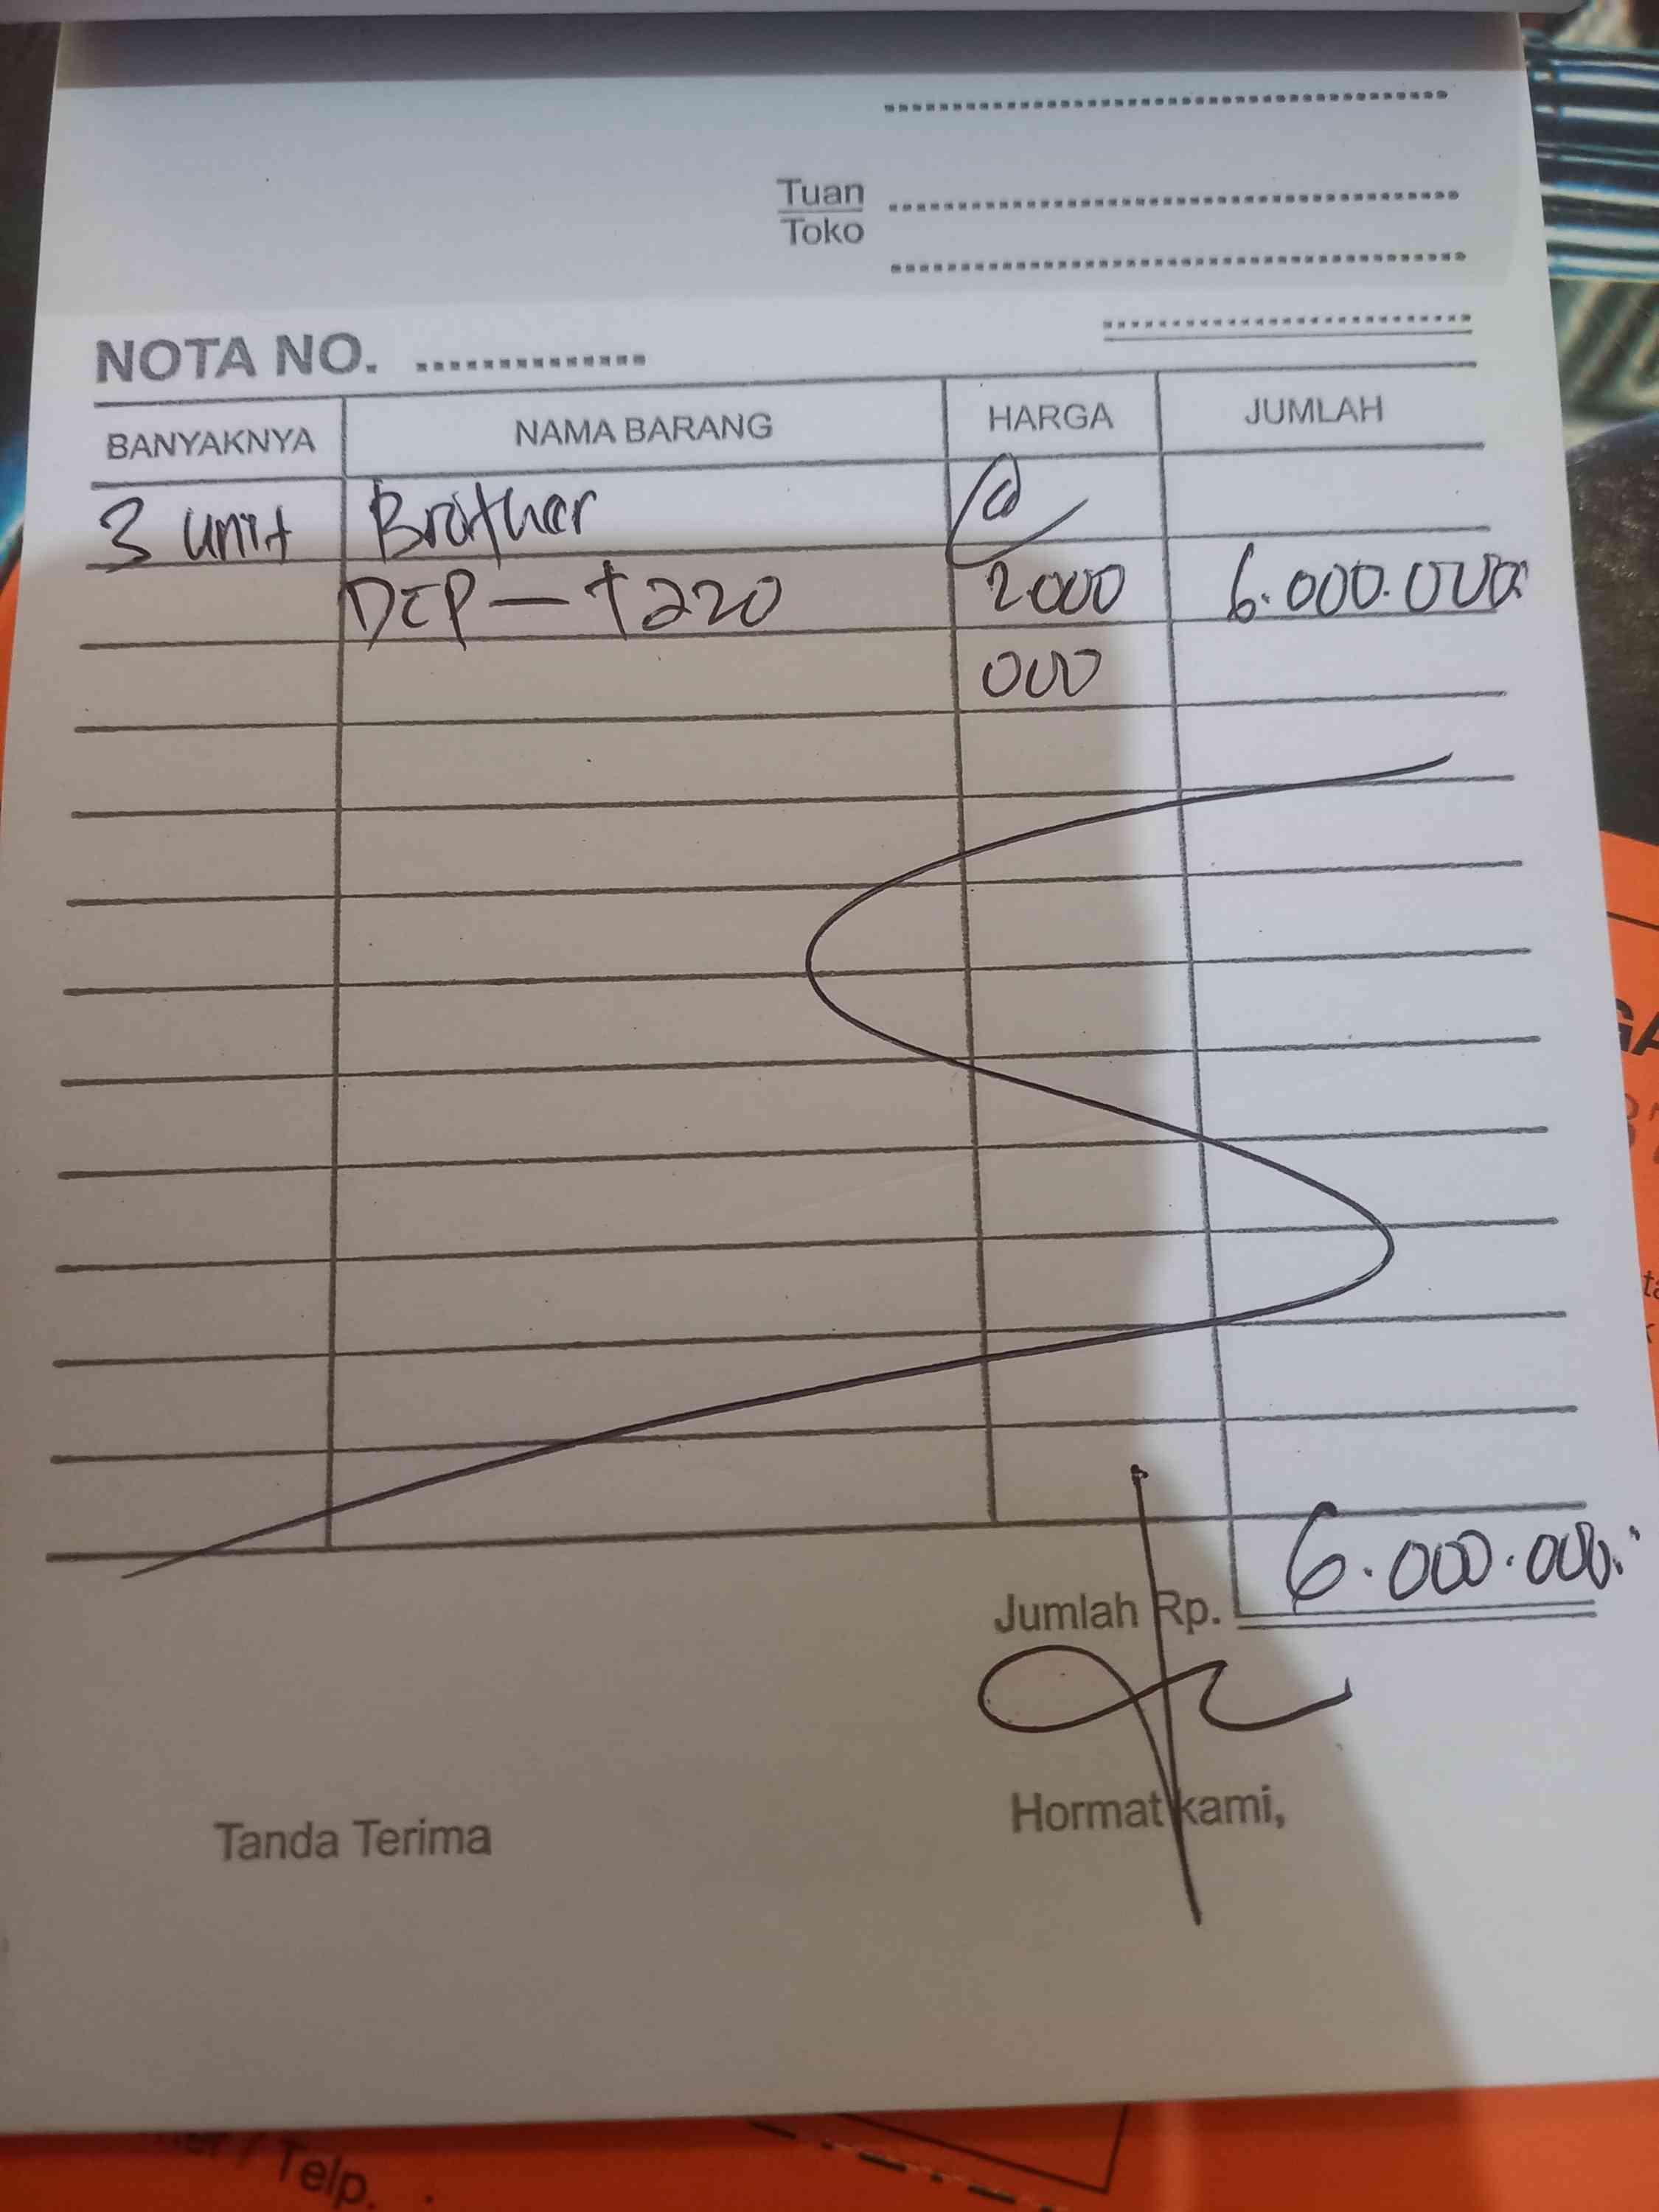 Tuan
Toko
NOTA NO.
BANYAKNYA NAMA BARANG HARGA JUMLAH
3 unit Brother @
DCP - T220 2.000 6.000.000
000
Jumlah Rp. 6.000.000
Hormat kami,
Tanda Terima
Telp.